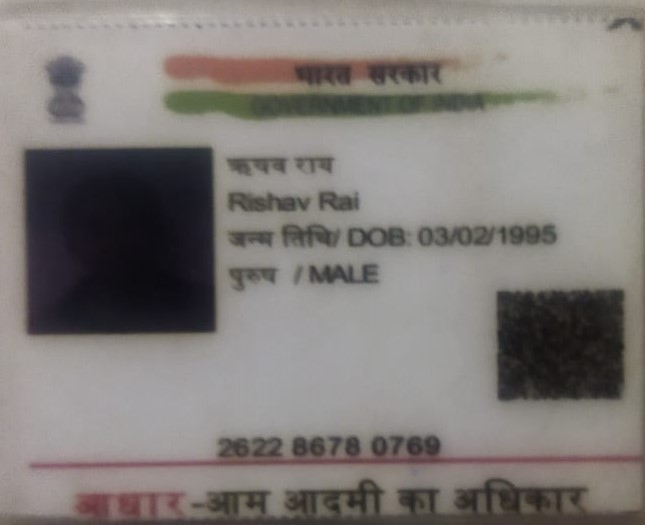 भारत सरकार
GOVERNMENT OF INDIA
ऋषव राय
Rishav Rai
जन्म तिथि/ DOB: 03/02/1995
पुरुष / MALE
2622 8678 0769
आधार-आम आदमी का अधिकार